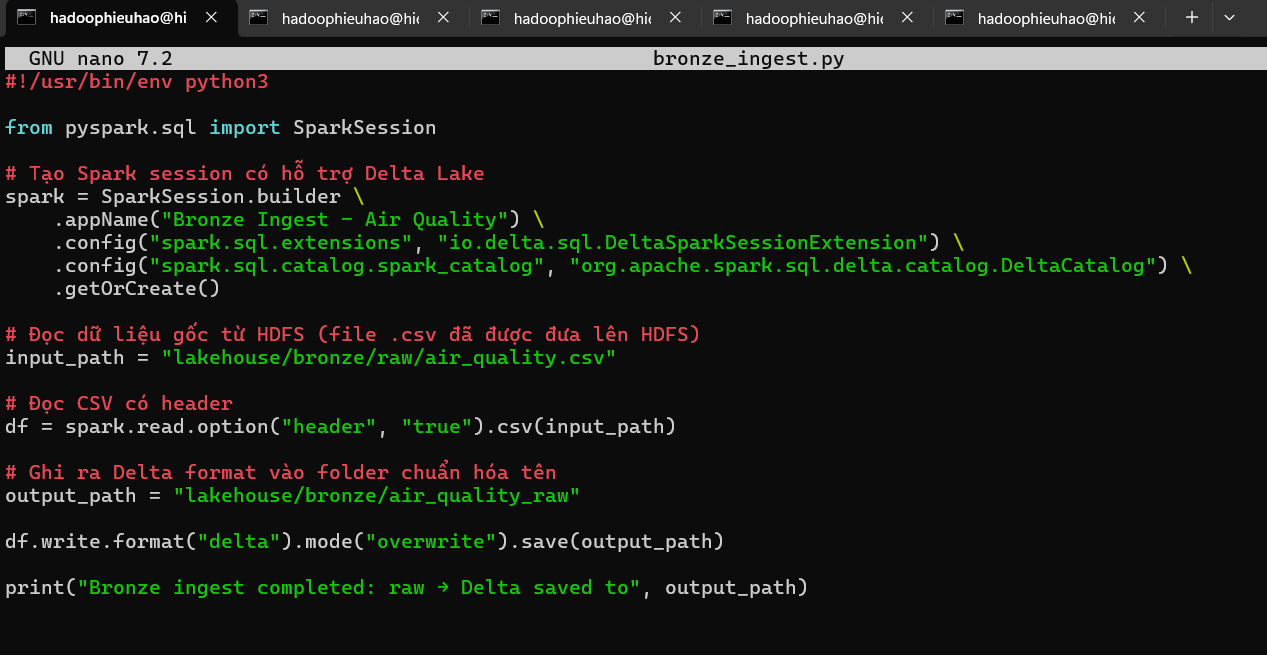 hadoophieuhao@hi
hadoophieuhao@hi
hadoophieuhao@hi
hadoophieuhao@hi
hadoophieuhao@hi
GNU nano 7.2 bronze_ingest.py
#!/usr/bin/env python3
from pyspark.sql import SparkSession
# Tạo Spark session có hỗ trợ Delta Lake
spark = SparkSession.builder \
    .appName("Bronze Ingest - Air Quality") \
    .config("spark.sql.extensions", "io.delta.sql.DeltaSparkSessionExtension") \
    .config("spark.sql.catalog.spark_catalog", "org.apache.spark.sql.delta.catalog.DeltaCatalog") \
    .getOrCreate()
# Đọc dữ liệu gốc từ HDFS (file .csv đã được đưa lên HDFS)
input_path = "lakehouse/bronze/raw/air_quality.csv"
# Đọc CSV có header
df = spark.read.option("header", "true").csv(input_path)
# Ghi ra Delta format vào folder chuẩn hóa tên
output_path = "lakehouse/bronze/air_quality_raw"
df.write.format("delta").mode("overwrite").save(output_path)
print("Bronze ingest completed: raw → Delta saved to", output_path)